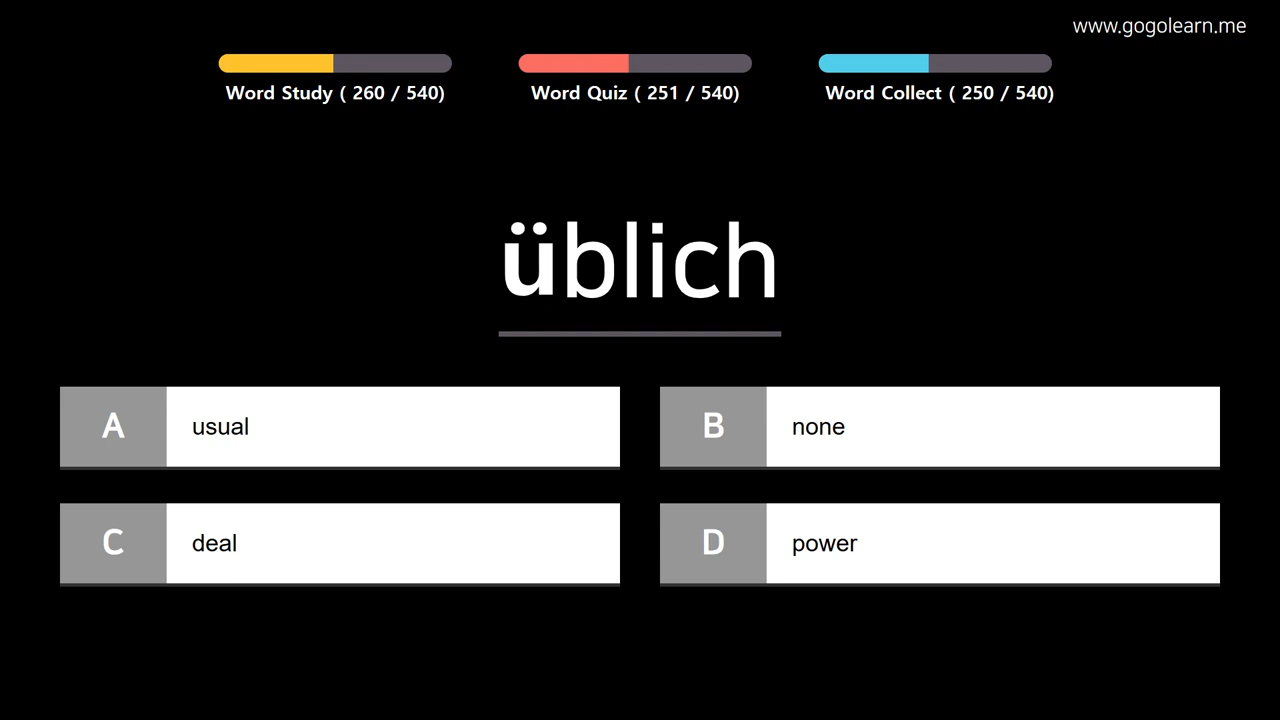 www.gogolearn.me
Word Study ( 260 / 540)
Word Quiz ( 251 / 540)
Word Collect ( 250 / 540)
üblich
A usual
B none
C deal
D power